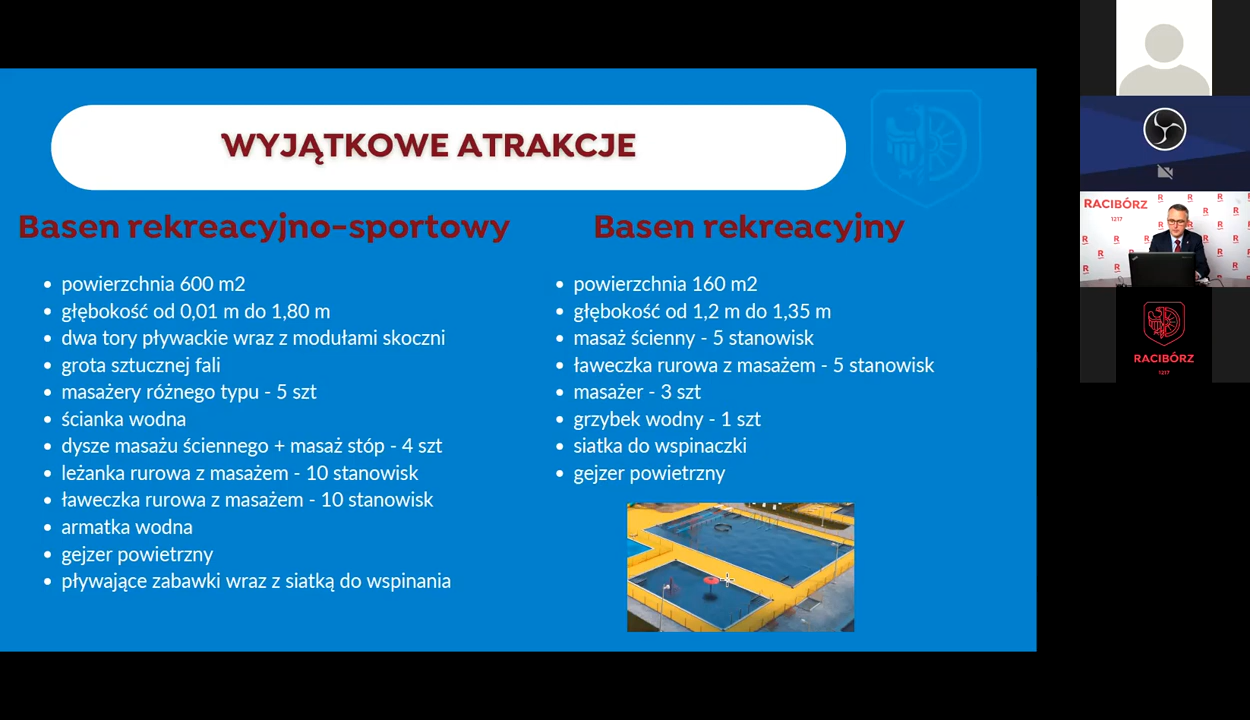 WYJĄTKOWE ATRAKCJE
Basen rekreacyjno-sportowy
powierzchnia 600 m2
głębokość od 0,01 m do 1,80 m
dwa tory pływackie wraz z modułami skoczni
grota sztucznej fali
masażery różnego typu - 5 szt
ścianka wodna
dysze masażu ściennego + masaż stóp - 4 szt
leżanka rurowa z masażem - 10 stanowisk
ławeczka rurowa z masażem - 10 stanowisk
armatka wodna
gejzer powietrzny
pływające zabawki wraz z siatką do wspinania
Basen rekreacyjny
powierzchnia 160 m2
głębokość od 1,2 m do 1,35 m
masaż ścienny - 5 stanowisk
ławeczka rurowa z masażem - 5 stanowisk
masażer - 3 szt
grzybek wodny - 1 szt
siatka do wspinaczki
gejzer powietrzny
RACIBÓRZ
1217
RACIBÓRZ
1217